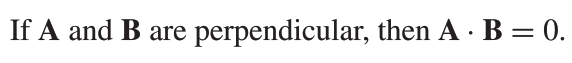 If A and B are perpendicular, then A · B = 0.